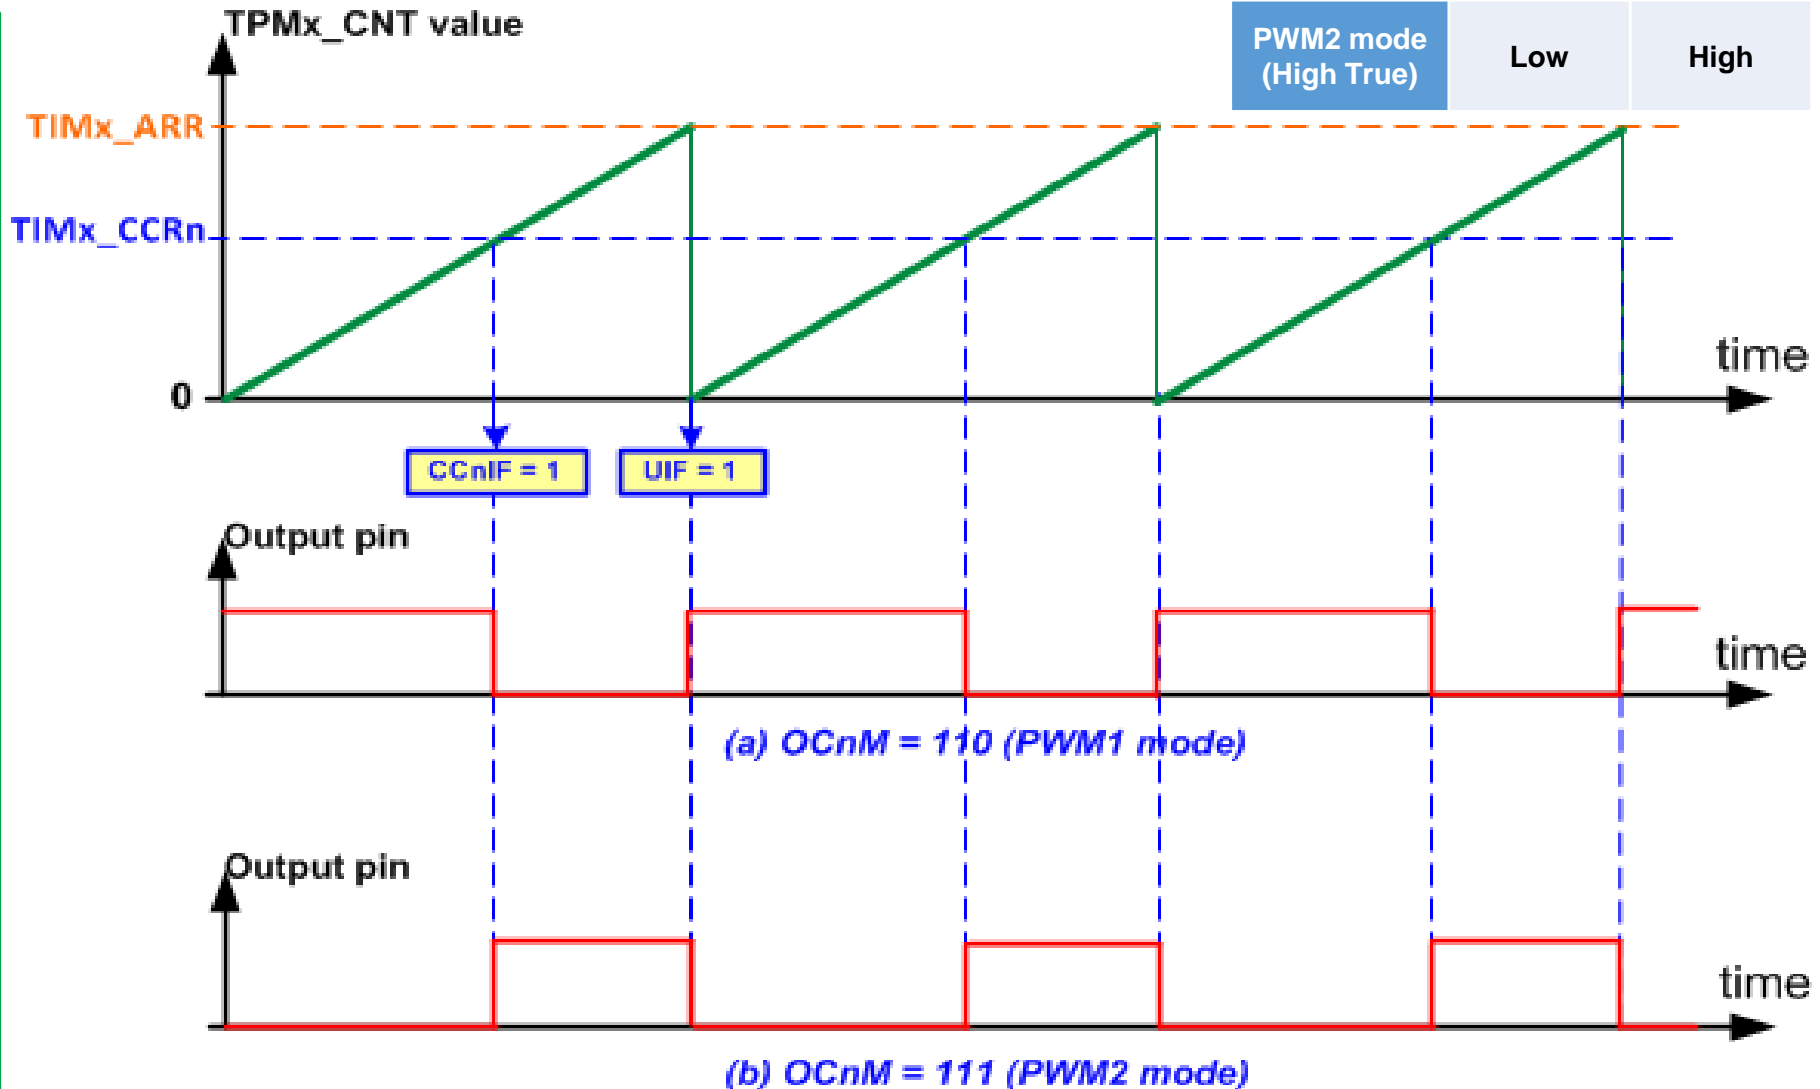 TPMx_CNT value
PWM2 mode
(High True)
Low
High
TIMx_ARR
TIMx_CCRn
time
0
CCnIF = 1
UIF = 1
Output pin
time
(a) OCnM = 110 (PWM1 mode)
Output pin
time
(b) OCnM = 111 (PWM2 mode)